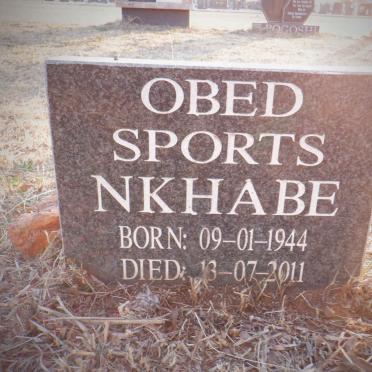 OBED
SPORTS
NKHABE
BORN: 09-01-1944
DIED: 13-07-2011